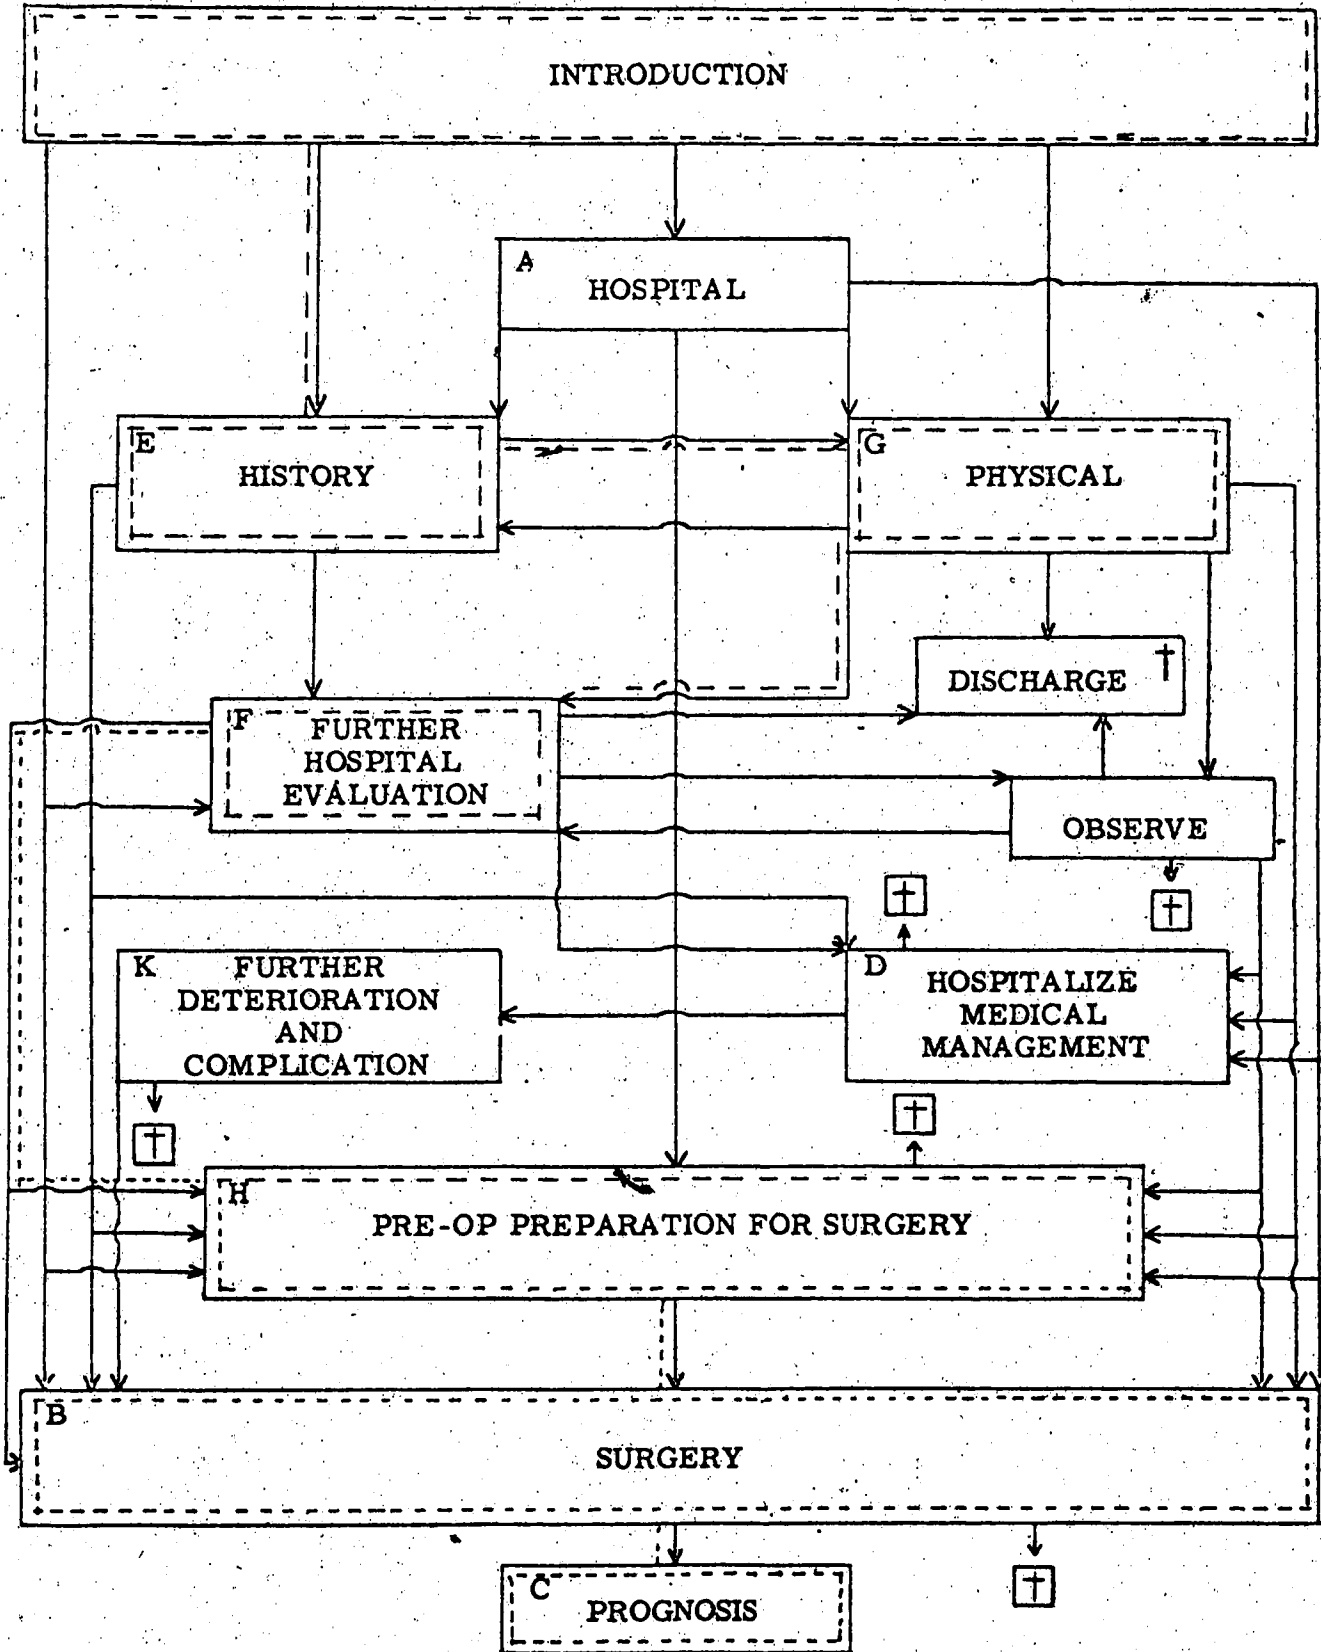 INTRODUCTION
A
HOSPITAL
E
HISTORY
G
PHYSICAL
DISCHARGE †
F
FURTHER
HOSPITAL
EVALUATION
OBSERVE
†
†
K
FURTHER
DETERIORATION
AND
COMPLICATION
D
HOSPITALIZE
MEDICAL
MANAGEMENT
†
†
H
PRE-OP PREPARATION FOR SURGERY
B
SURGERY
†
C
PROGNOSIS